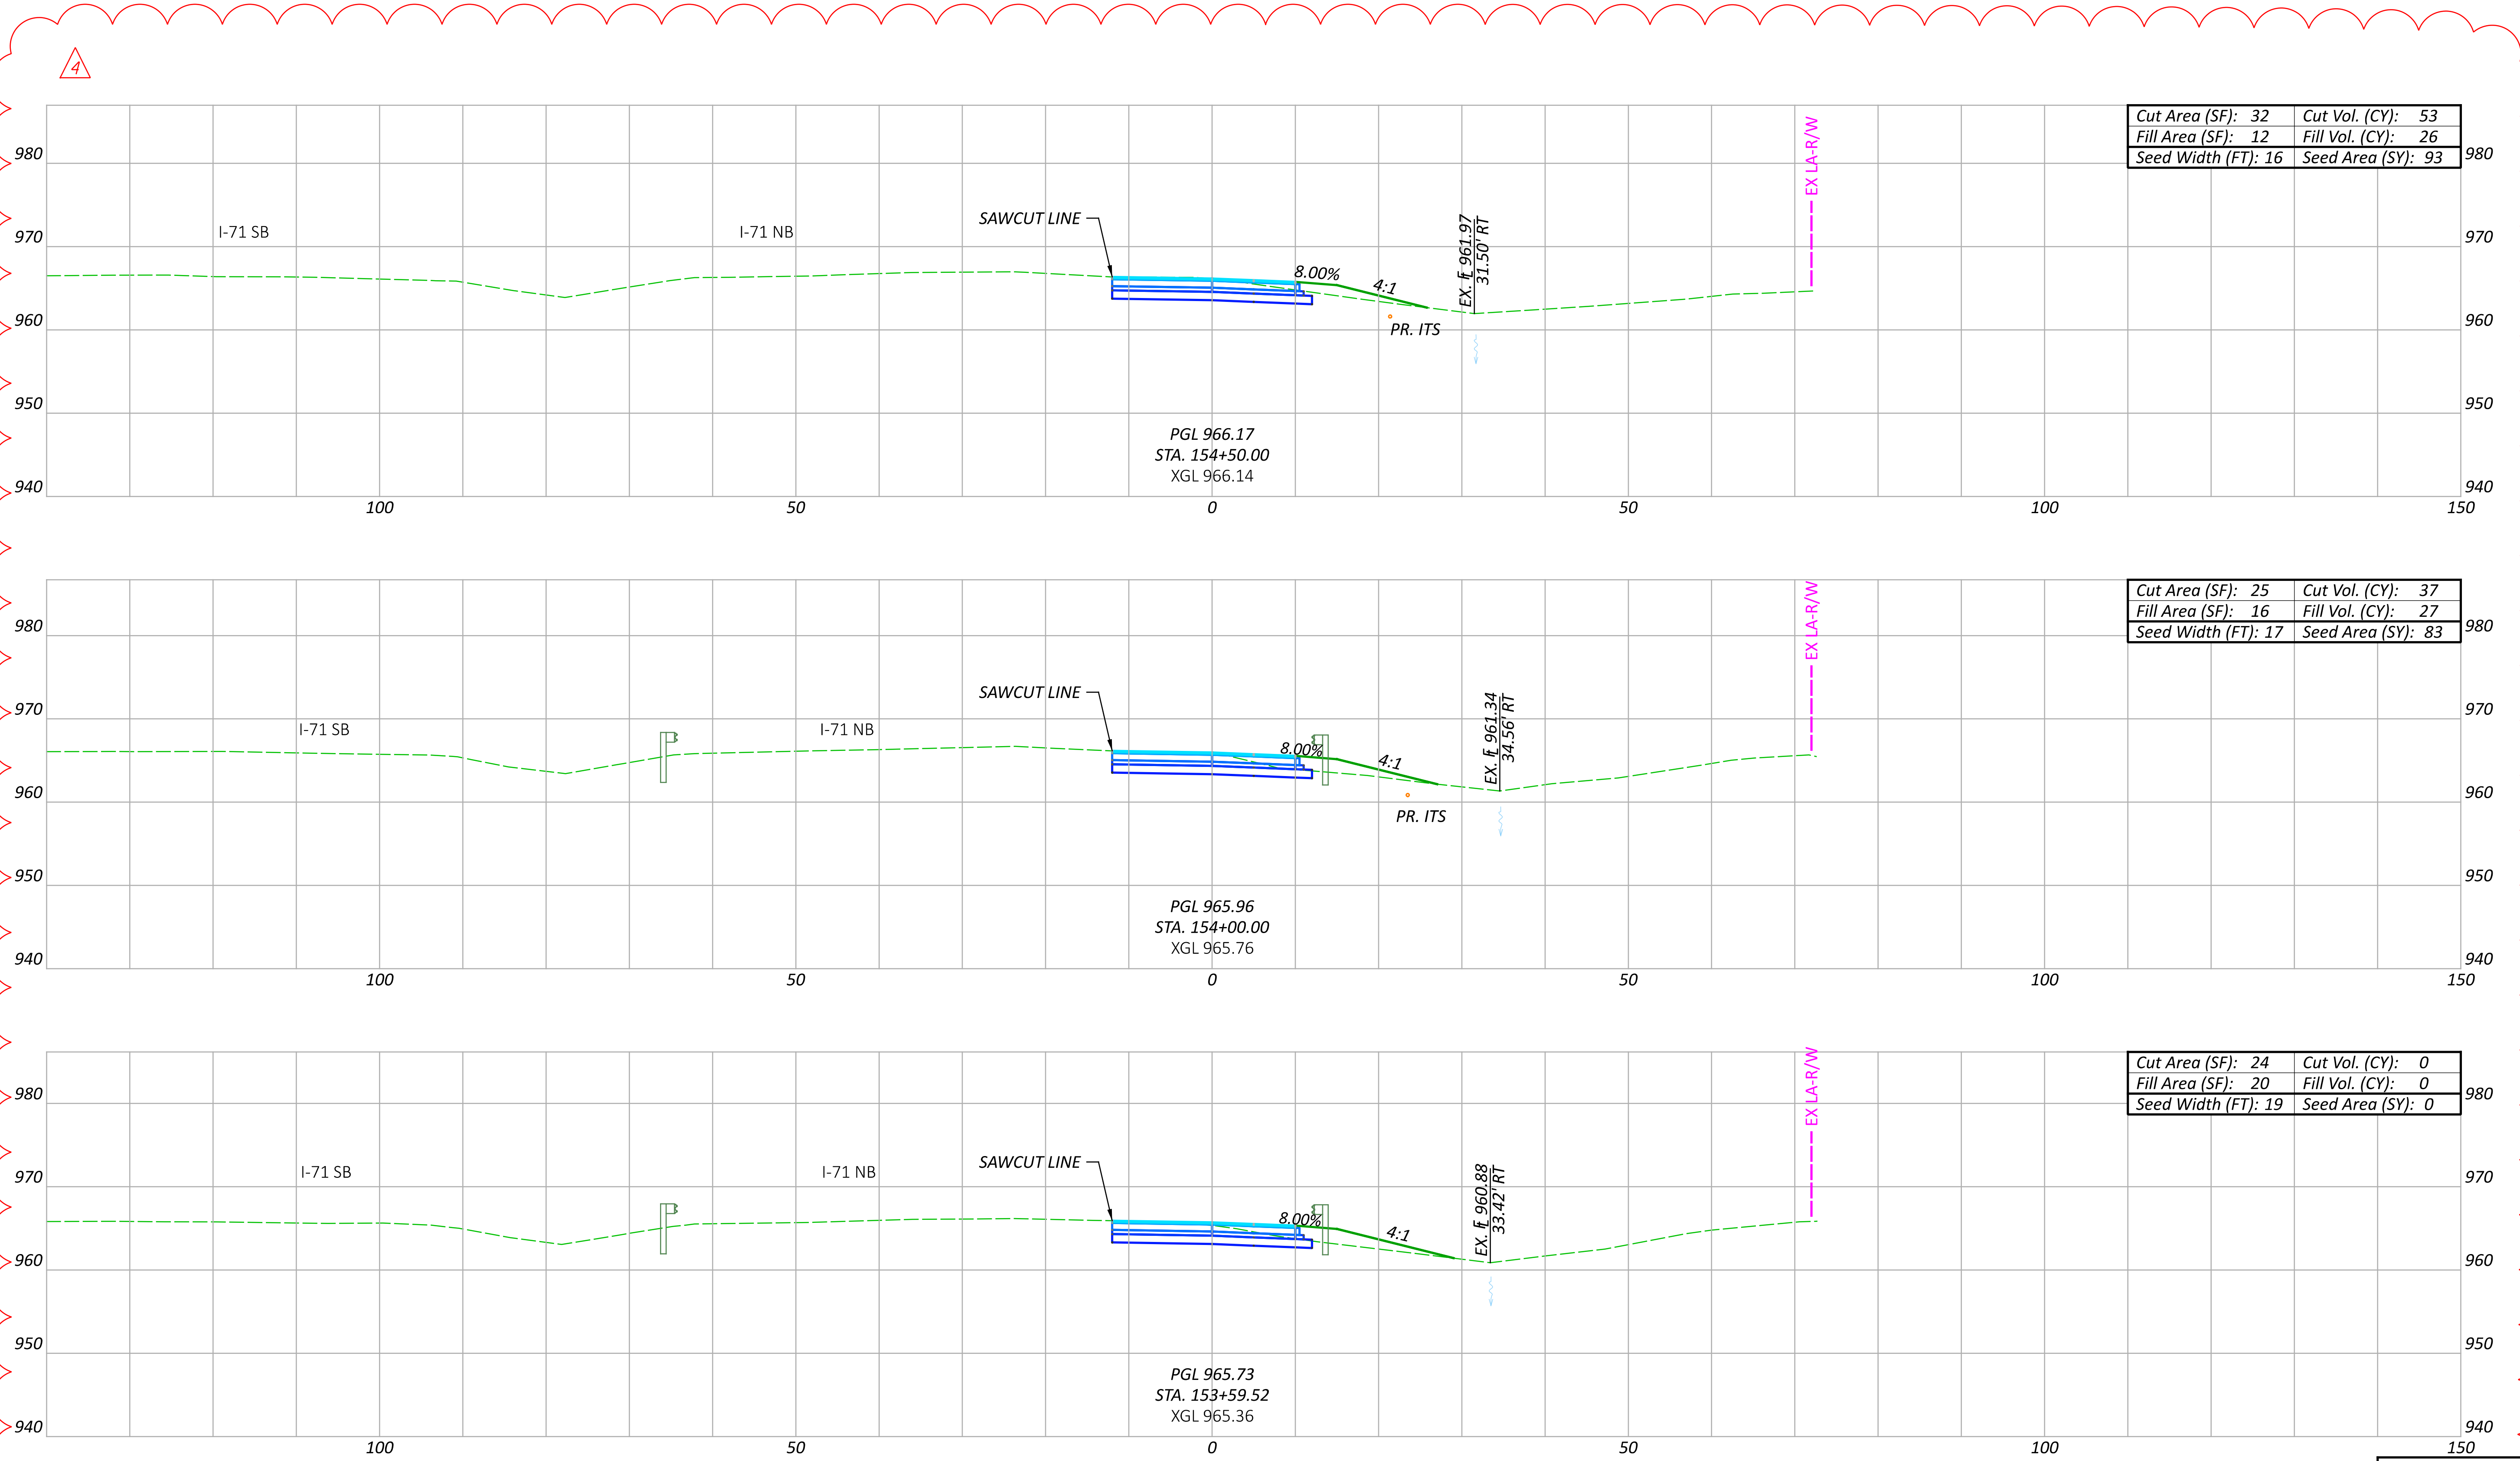 4
Cut Area (SF): 32 Cut Vol. (CY): 53
Fill Area (SF): 12 Fill Vol. (CY): 26
Seed Width (FT): 16 Seed Area (SY): 93
EX LA-R/W
980 980
SAWCUT LINE
I-71 SB I-71 NB
970 970
EX. FL 961.97
31.50' RT
8.00%
4:1
PR. ITS
960 960
950 950
PGL 966.17
STA. 154+50.00
XGL 966.14
940 940
100 50 0 50 100 150
Cut Area (SF): 25 Cut Vol. (CY): 37
Fill Area (SF): 16 Fill Vol. (CY): 27
Seed Width (FT): 17 Seed Area (SY): 83
EX LA-R/W
980 980
SAWCUT LINE
970 970
I-71 SB I-71 NB
EX. FL 961.34
34.56' RT
8.00%
4:1
960 960
PR. ITS
950 950
PGL 965.96
STA. 154+00.00
XGL 965.76
940 940
100 50 0 50 100 150
Cut Area (SF): 24 Cut Vol. (CY): 0
Fill Area (SF): 20 Fill Vol. (CY): 0
Seed Width (FT): 19 Seed Area (SY): 0
EX LA-R/W
980 980
SAWCUT LINE
I-71 SB I-71 NB
970 970
EX. FL 960.88
33.42' RT
8.00%
4:1
960 960
950 950
PGL 965.73
STA. 153+59.52
XGL 965.36
940 940
100 50 0 50 100 150